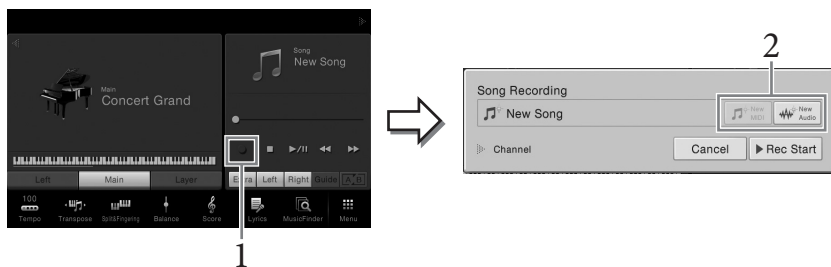 Song
New Song
Main
Concert Grand
Left Main Layer
Extra Left Right Guide A B
100
Tempo Transpose Split&Fingering Balance Score Lyrics MusicFinder Menu
1
2
Song Recording
New Song
New MIDI
New Audio
Channel
Cancel
Rec Start